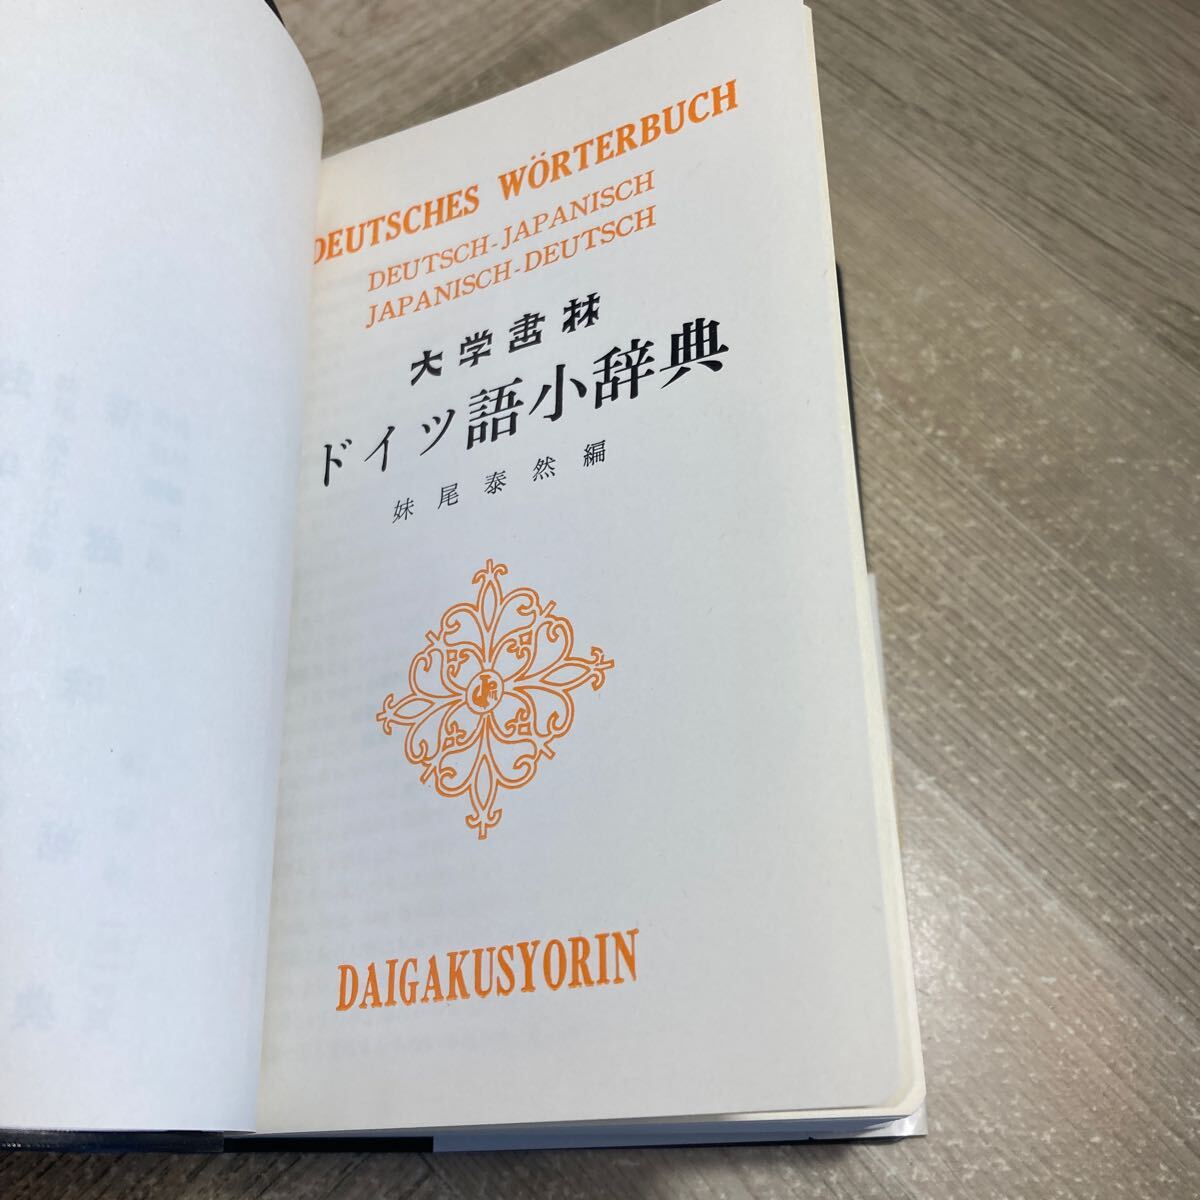 DEUTSCHES WÖRTERBUCH
DEUTSCH-JAPANISCH
JAPANISCH-DEUTSCH
大学書林
ドイツ語小辞典
妹尾泰然編
DAIGAKUSYORIN